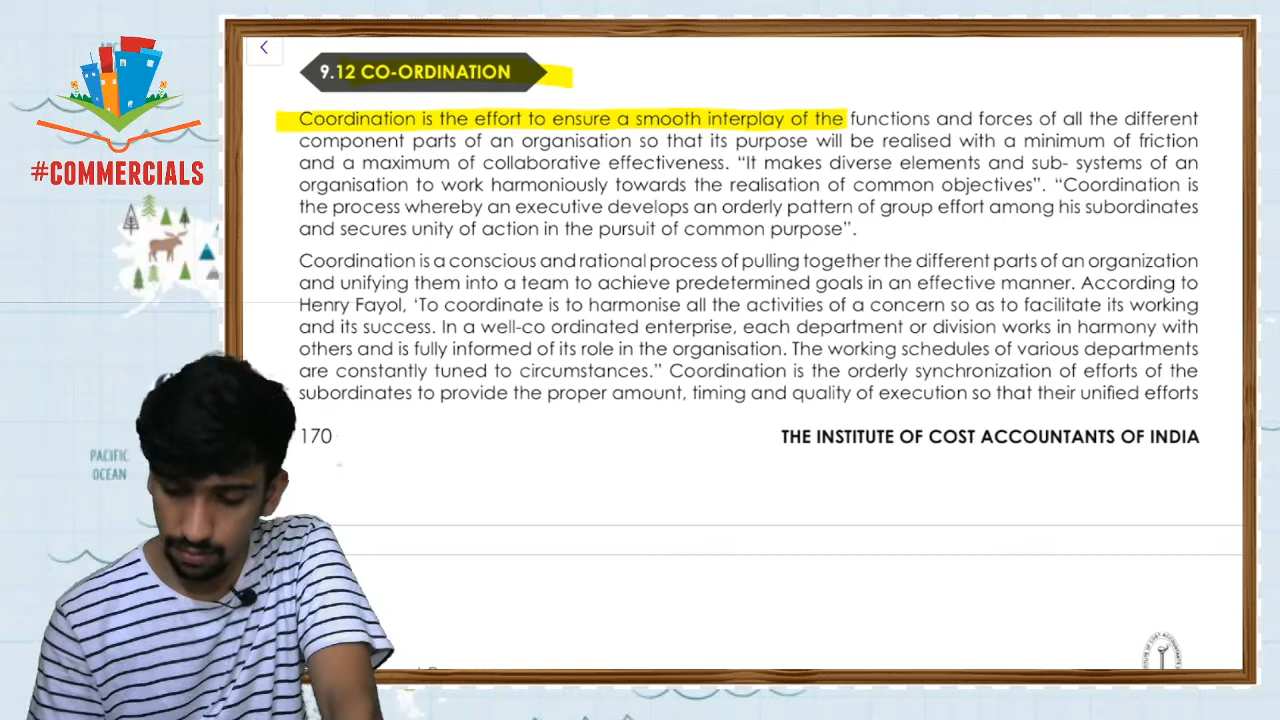 #COMMERCIALS
PACIFIC
OCEAN
9.12 CO-ORDINATION
Coordination is the effort to ensure a smooth interplay of the functions and forces of all the different
component parts of an organisation so that its purpose will be realised with a minimum of friction
and a maximum of collaborative effectiveness. “It makes diverse elements and sub- systems of an
organisation to work harmoniously towards the realisation of common objectives”. “Coordination is
the process whereby an executive develops an orderly pattern of group effort among his subordinates
and secures unity of action in the pursuit of common purpose”.
Coordination is a conscious and rational process of pulling together the different parts of an organization
and unifying them into a team to achieve predetermined goals in an effective manner. According to
Henry Fayol, ‘To coordinate is to harmonise all the activities of a concern so as to facilitate its working
and its success. In a well-co ordinated enterprise, each department or division works in harmony with
others and is fully informed of its role in the organisation. The working schedules of various departments
are constantly tuned to circumstances.” Coordination is the orderly synchronization of efforts of the
subordinates to provide the proper amount, timing and quality of execution so that their unified efforts
170
THE INSTITUTE OF COST ACCOUNTANTS OF INDIA